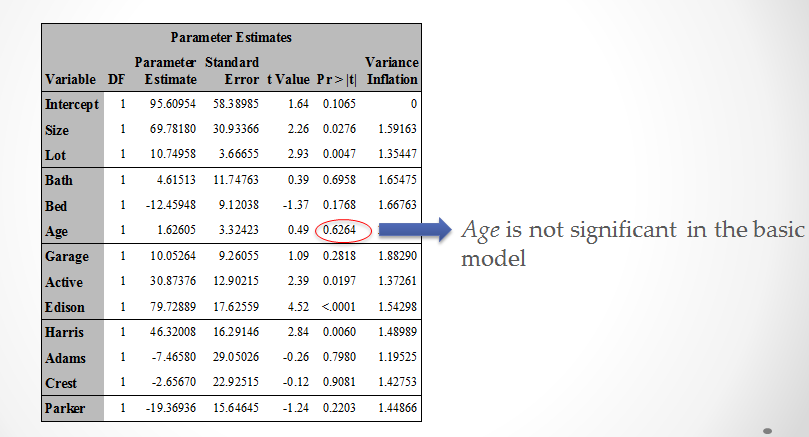 Parameter Estimates
Parameter Standard Variance
Variable DF Estimate Error t Value Pr > |t| Inflation
Intercept 1 95.60954 58.38985 1.64 0.1065 0
Size 1 69.78180 30.93366 2.26 0.0276 1.59163
Lot 1 10.74958 3.66655 2.93 0.0047 1.35447
Bath 1 4.61513 11.74763 0.39 0.6958 1.65475
Bed 1 -12.45948 9.12038 -1.37 0.1768 1.66763
Age 1 1.62605 3.32423 0.49 0.6264
Age is not significant in the basic
model
Garage 1 10.05264 9.26055 1.09 0.2818 1.88290
Active 1 30.87376 12.90215 2.39 0.0197 1.37261
Edison 1 79.72889 17.62559 4.52 <.0001 1.54298
Harris 1 46.32008 16.29146 2.84 0.0060 1.48989
Adams 1 -7.46580 29.05026 -0.26 0.7980 1.19525
Crest 1 -2.65670 22.92515 -0.12 0.9081 1.42753
Parker 1 -19.36936 15.64645 -1.24 0.2203 1.44866